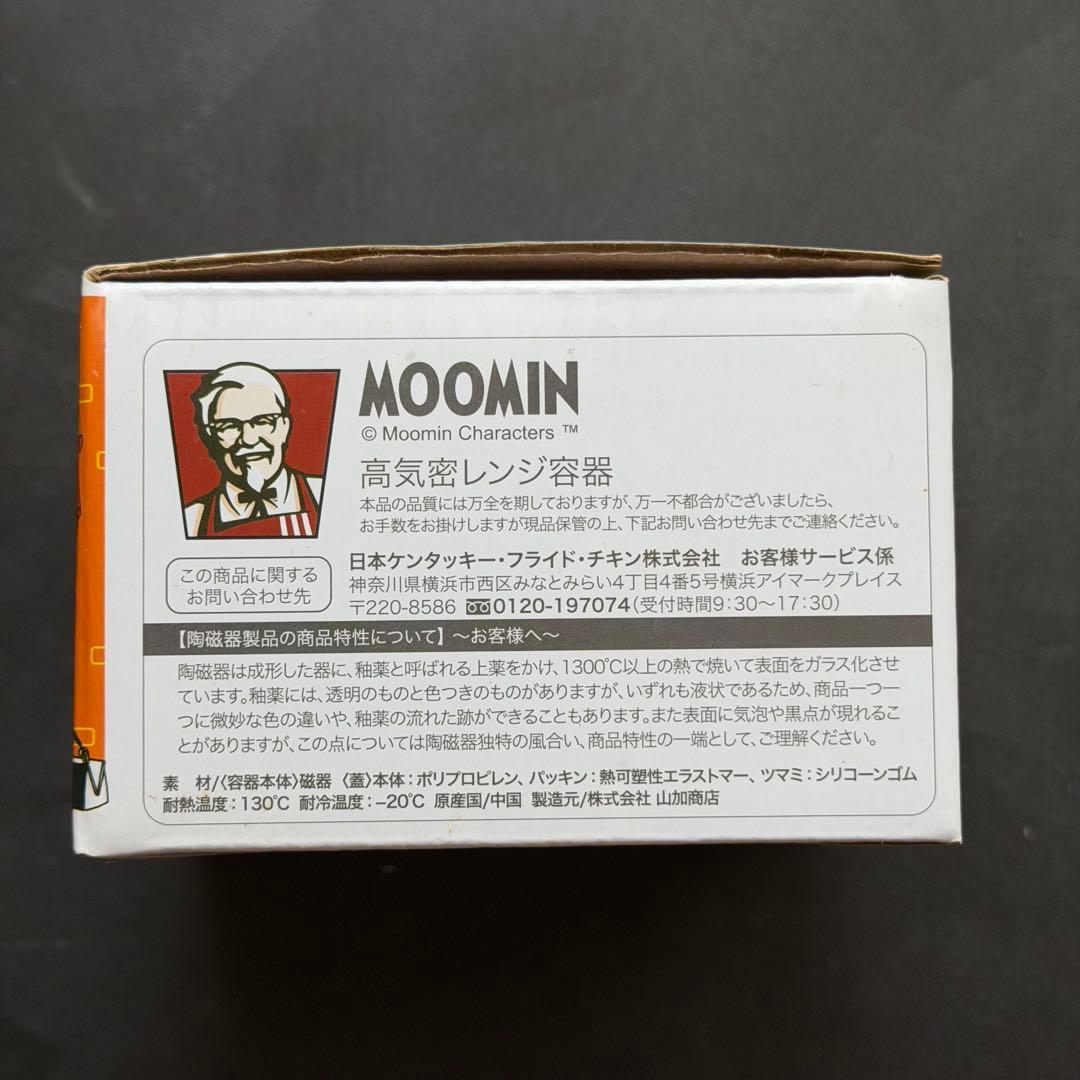 MOOMIN
© Moomin Characters ™
高気密レンジ容器
本品の品質には万全を期しておりますが、万一不都合がございましたら、
お手数をお掛けしますが現品保管の上、下記お問い合わせ先までご連絡ください。
この商品に関する
お問い合わせ先
日本ケンタッキー・フライド・チキン株式会社 お客様サービス係
神奈川県横浜市西区みなとみらい4丁目4番5号横浜アイマークプレイス
〒220-8586 0120-197074(受付時間9:30〜17:30)
【陶磁器製品の商品特性について】〜お客様へ〜
陶磁器は成形した器に、釉薬と呼ばれる上薬をかけ、1300℃以上の熱で焼いて表面をガラス化させ
ています。釉薬には、透明のものと色つきのものがありますが、いずれも液状であるため、商品一つ一
つに微妙な色の違いや、釉薬の流れた跡ができることもあります。また表面に気泡や黒点が現れるこ
とがありますが、この点については陶磁器独特の風合い、商品特性の一端として、ご理解ください。
素 材/〈容器本体〉磁器 〈蓋〉本体:ポリプロピレン、パッキン:熱可塑性エラストマー、ツマミ:シリコーンゴム
耐熱温度:130℃ 耐冷温度:−20℃ 原産国/中国 製造元/株式会社 山加商店